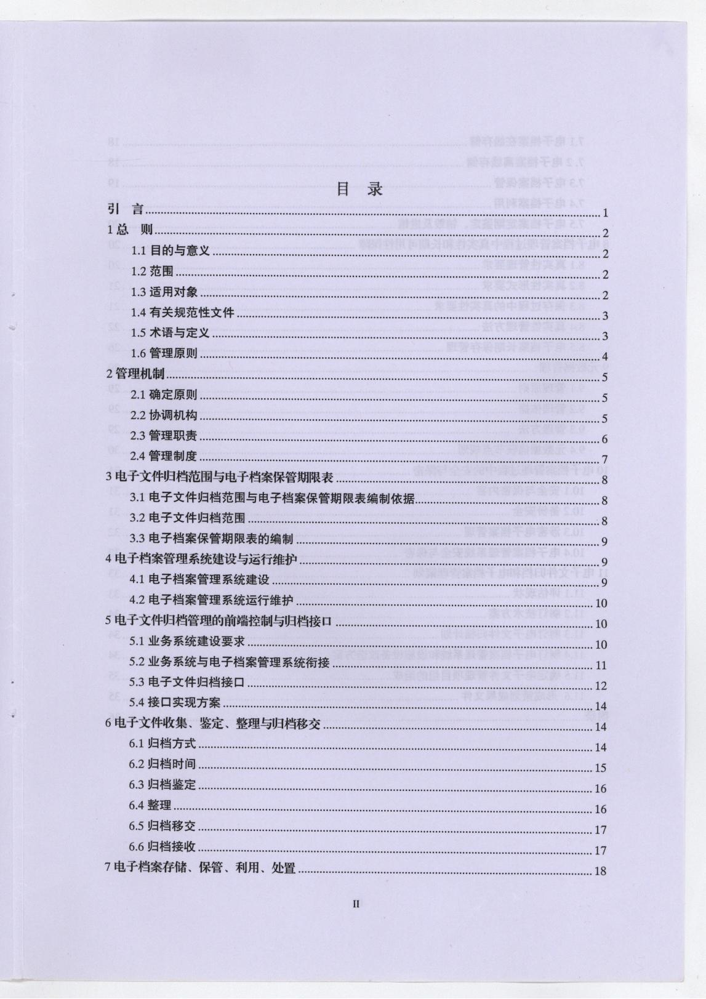 目 录
引 言 1
1 总 则 2
1.1 目的与意义 2
1.2 范围 2
1.3 适用对象 2
1.4 有关规范性文件 3
1.5 术语与定义 3
1.6 管理原则 4
2 管理机制 5
2.1 确定原则 5
2.2 协调机构 5
2.3 管理职责 6
2.4 管理制度 7
3 电子文件归档范围与电子档案保管期限表 8
3.1 电子文件归档范围与电子档案保管期限表编制依据 8
3.2 电子文件归档范围 8
3.3 电子档案保管期限表的编制 9
4 电子档案管理系统建设与运行维护 9
4.1 电子档案管理系统建设 9
4.2 电子档案管理系统运行维护 10
5 电子文件归档管理的前端控制与归档接口 10
5.1 业务系统建设要求 10
5.2 业务系统与电子档案管理系统衔接 11
5.3 电子文件归档接口 12
5.4 接口实现方案 14
6 电子文件收集、鉴定、整理与归档移交 14
6.1 归档方式 14
6.2 归档时间 15
6.3 归档鉴定 16
6.4 整理 16
6.5 归档移交 17
6.6 归档接收 17
7 电子档案存储、保管、利用、处置 18
II